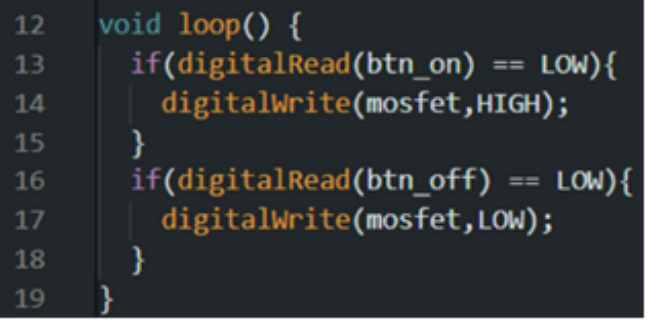 12 void loop() {
13 if(digitalRead(btn_on) == LOW){
14 digitalWrite(mosfet,HIGH);
15 }
16 if(digitalRead(btn_off) == LOW){
17 digitalWrite(mosfet,LOW);
18 }
19 }